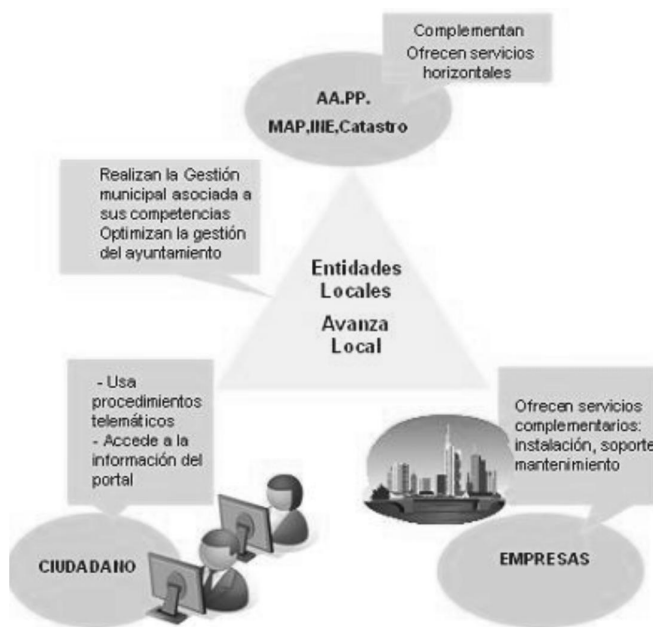 Complementan
Ofrecen servicios
horizontales
AA.PP.
MAP,INE,Catastro
Realizan la Gestión
municipal asociada a
sus competencias
Optimizan la gestión
del ayuntamiento
Entidades
Locales
Avanza
Local
- Usa
procedimientos
telemáticos
- Accede a la
información del
portal
Ofrecen servicios
complementarios:
instalación, soporte
mantenimiento
CIUDADANO
EMPRESAS